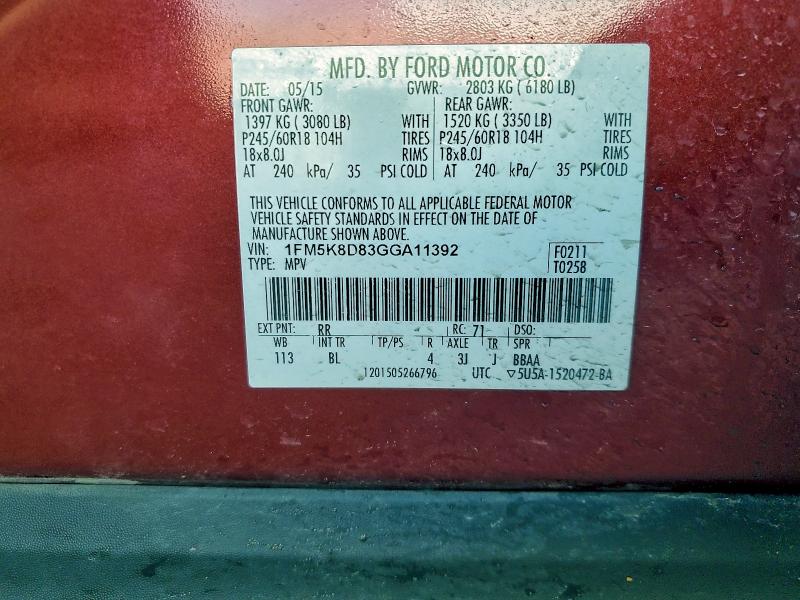 MFD. BY FORD MOTOR CO.
DATE: 05/15 GVWR: 2803 KG ( 6180 LB)
FRONT GAWR: REAR GAWR:
1397 KG ( 3080 LB) WITH 1520 KG ( 3350 LB) WITH
P245/60R18 104H TIRES P245/60R18 104H TIRES
18x8.0J RIMS 18x8.0J RIMS
AT 240 kPa/ 35 PSI COLD AT 240 kPa/ 35 PSI COLD
THIS VEHICLE CONFORMS TO ALL APPLICABLE FEDERAL MOTOR
VEHICLE SAFETY STANDARDS IN EFFECT ON THE DATE OF
MANUFACTURE SHOWN ABOVE.
VIN: 1FM5K8D83GGA11392 F0211
TYPE: MPV T0258
EXT PNT: RR RC: 71 DSO:
WB INT TR TP/PS R AXLE TR SPR
113 BL 4 3J J BBAA
1201505266796 UTC ▽5U5A-1520472-BA